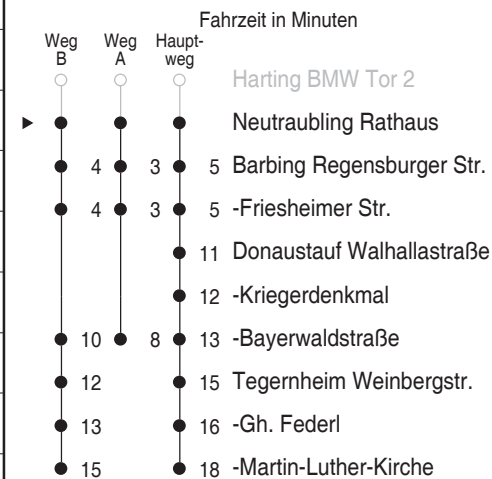 Fahrzeit in Minuten
Weg Weg Haupt-
B A weg
Harting BMW Tor 2
Neutraubling Rathaus
4 3 5 Barbing Regensburger Str.
4 3 5 -Friesheimer Str.
11 Donaustauf Walhallastraße
12 -Kriegerdenkmal
10 8 13 -Bayerwaldstraße
12 15 Tegernheim Weinbergstr.
13 16 -Gh. Federl
15 18 -Martin-Luther-Kirche